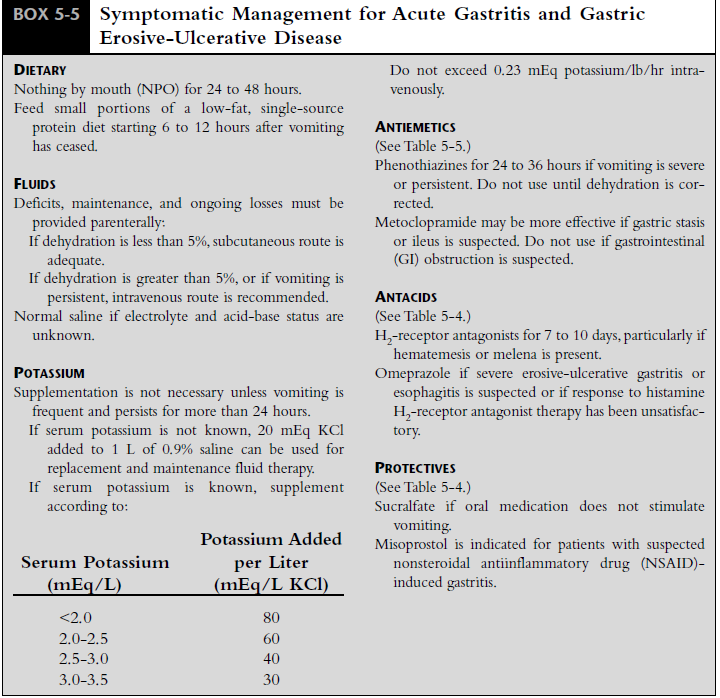 BOX 5-5 Symptomatic Management for Acute Gastritis and Gastric
Erosive-Ulcerative Disease
DIETARY
Nothing by mouth (NPO) for 24 to 48 hours.
Feed small portions of a low-fat, single-source
protein diet starting 6 to 12 hours after vomiting
has ceased.
FLUIDS
Deficits, maintenance, and ongoing losses must be
provided parenterally:
If dehydration is less than 5%, subcutaneous route is
adequate.
If dehydration is greater than 5%, or if vomiting is
persistent, intravenous route is recommended.
Normal saline if electrolyte and acid-base status are
unknown.
POTASSIUM
Supplementation is not necessary unless vomiting is
frequent and persists for more than 24 hours.
If serum potassium is not known, 20 mEq KCl
added to 1 L of 0.9% saline can be used for
replacement and maintenance fluid therapy.
If serum potassium is known, supplement
according to:
Potassium Added
Serum Potassium per Liter
(mEq/L) (mEq/L KCl)
<2.0 80
2.0-2.5 60
2.5-3.0 40
3.0-3.5 30
Do not exceed 0.23 mEq potassium/lb/hr intra-
venously.
ANTIEMETICS
(See Table 5-5.)
Phenothiazines for 24 to 36 hours if vomiting is severe
or persistent. Do not use until dehydration is cor-
rected.
Metoclopramide may be more effective if gastric stasis
or ileus is suspected. Do not use if gastrointestinal
(GI) obstruction is suspected.
ANTACIDS
(See Table 5-4.)
H₂-receptor antagonists for 7 to 10 days, particularly if
hematemesis or melena is present.
Omeprazole if severe erosive-ulcerative gastritis or
esophagitis is suspected or if response to histamine
H₂-receptor antagonist therapy has been unsatisfac-
tory.
PROTECTIVES
(See Table 5-4.)
Sucralfate if oral medication does not stimulate
vomiting.
Misoprostol is indicated for patients with suspected
nonsteroidal antiinflammatory drug (NSAID)-
induced gastritis.